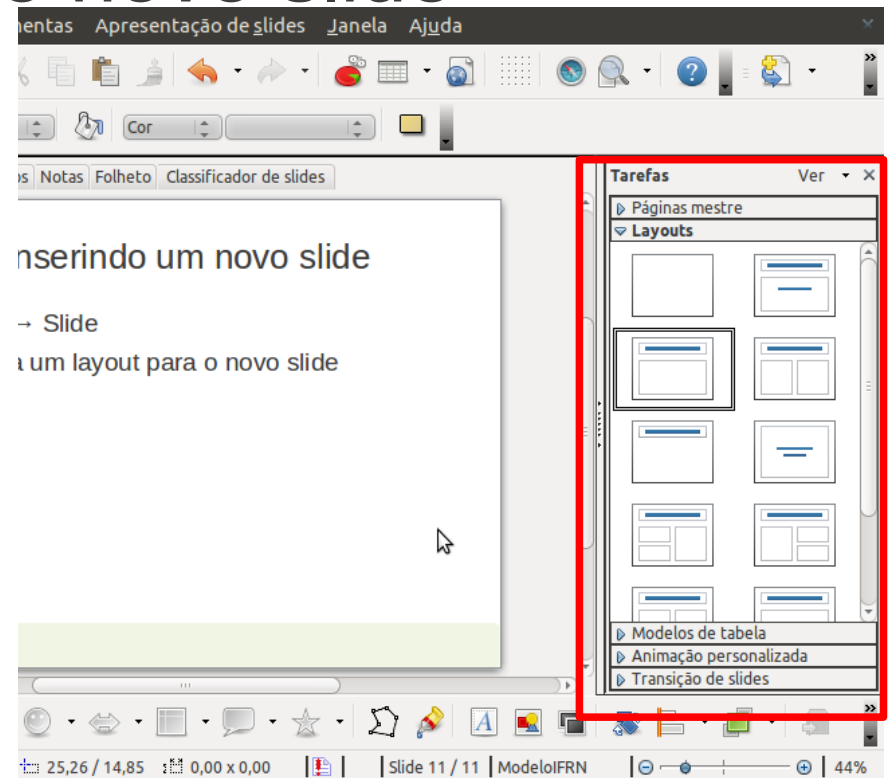 novo slide
Apresentação de slides Janela Ajuda
Cor
Notas Folheto Classificador de slides
Tarefas Ver
Páginas mestre
Layouts
nserindo um novo slide
→ Slide
um layout para o novo slide
Modelos de tabela
Animação personalizada
Transição de slides
25,26 / 14,85 0,00 x 0,00 Slide 11 / 11 ModeloIFRN 44%